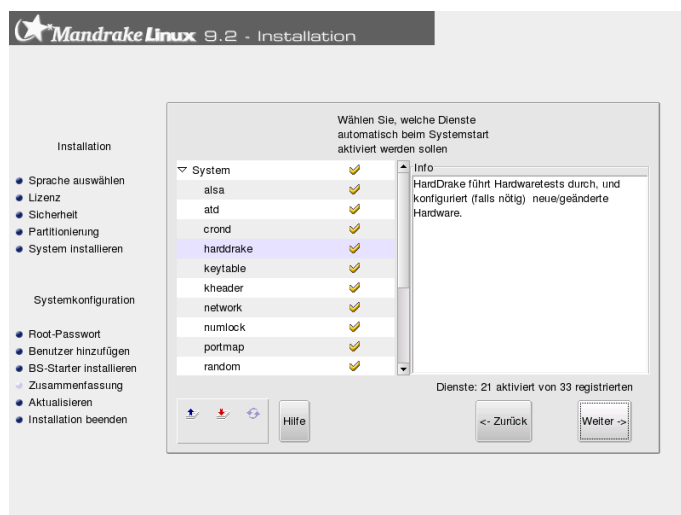 MandrakeLinux 9.2 - Installation
Installation
Sprache auswählen
Lizenz
Sicherheit
Partitionierung
System installieren
Systemkonfiguration
Root-Passwort
Benutzer hinzufügen
BS-Starter installieren
Zusammenfassung
Aktualisieren
Installation beenden
Wählen Sie, welche Dienste
automatisch beim Systemstart
aktiviert werden sollen
System
alsa
atd
crond
harddrake
keytable
kheader
network
numlock
portmap
random
Info
HardDrake führt Hardwaretests durch, und
konfiguriert (falls nötig) neue/geänderte
Hardware.
Dienste: 21 aktiviert von 33 registrierten
Hilfe
<- Zurück
Weiter ->